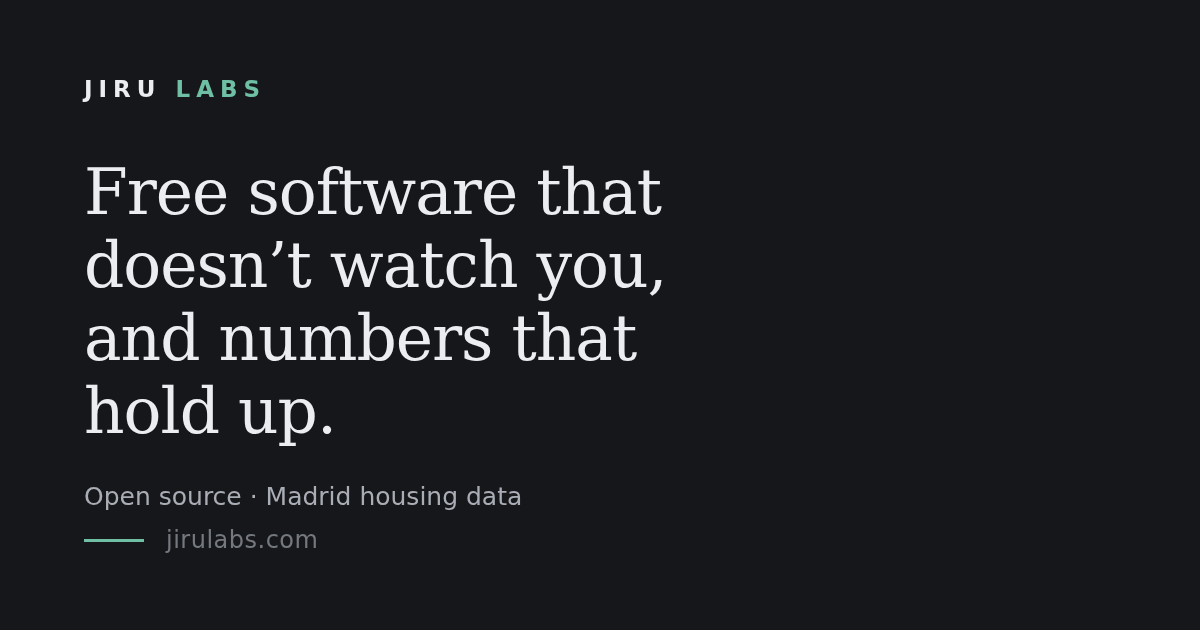 JIRU LABS
Free software that
doesn’t watch you,
and numbers that
hold up.
Open source · Madrid housing data
jirulabs.com